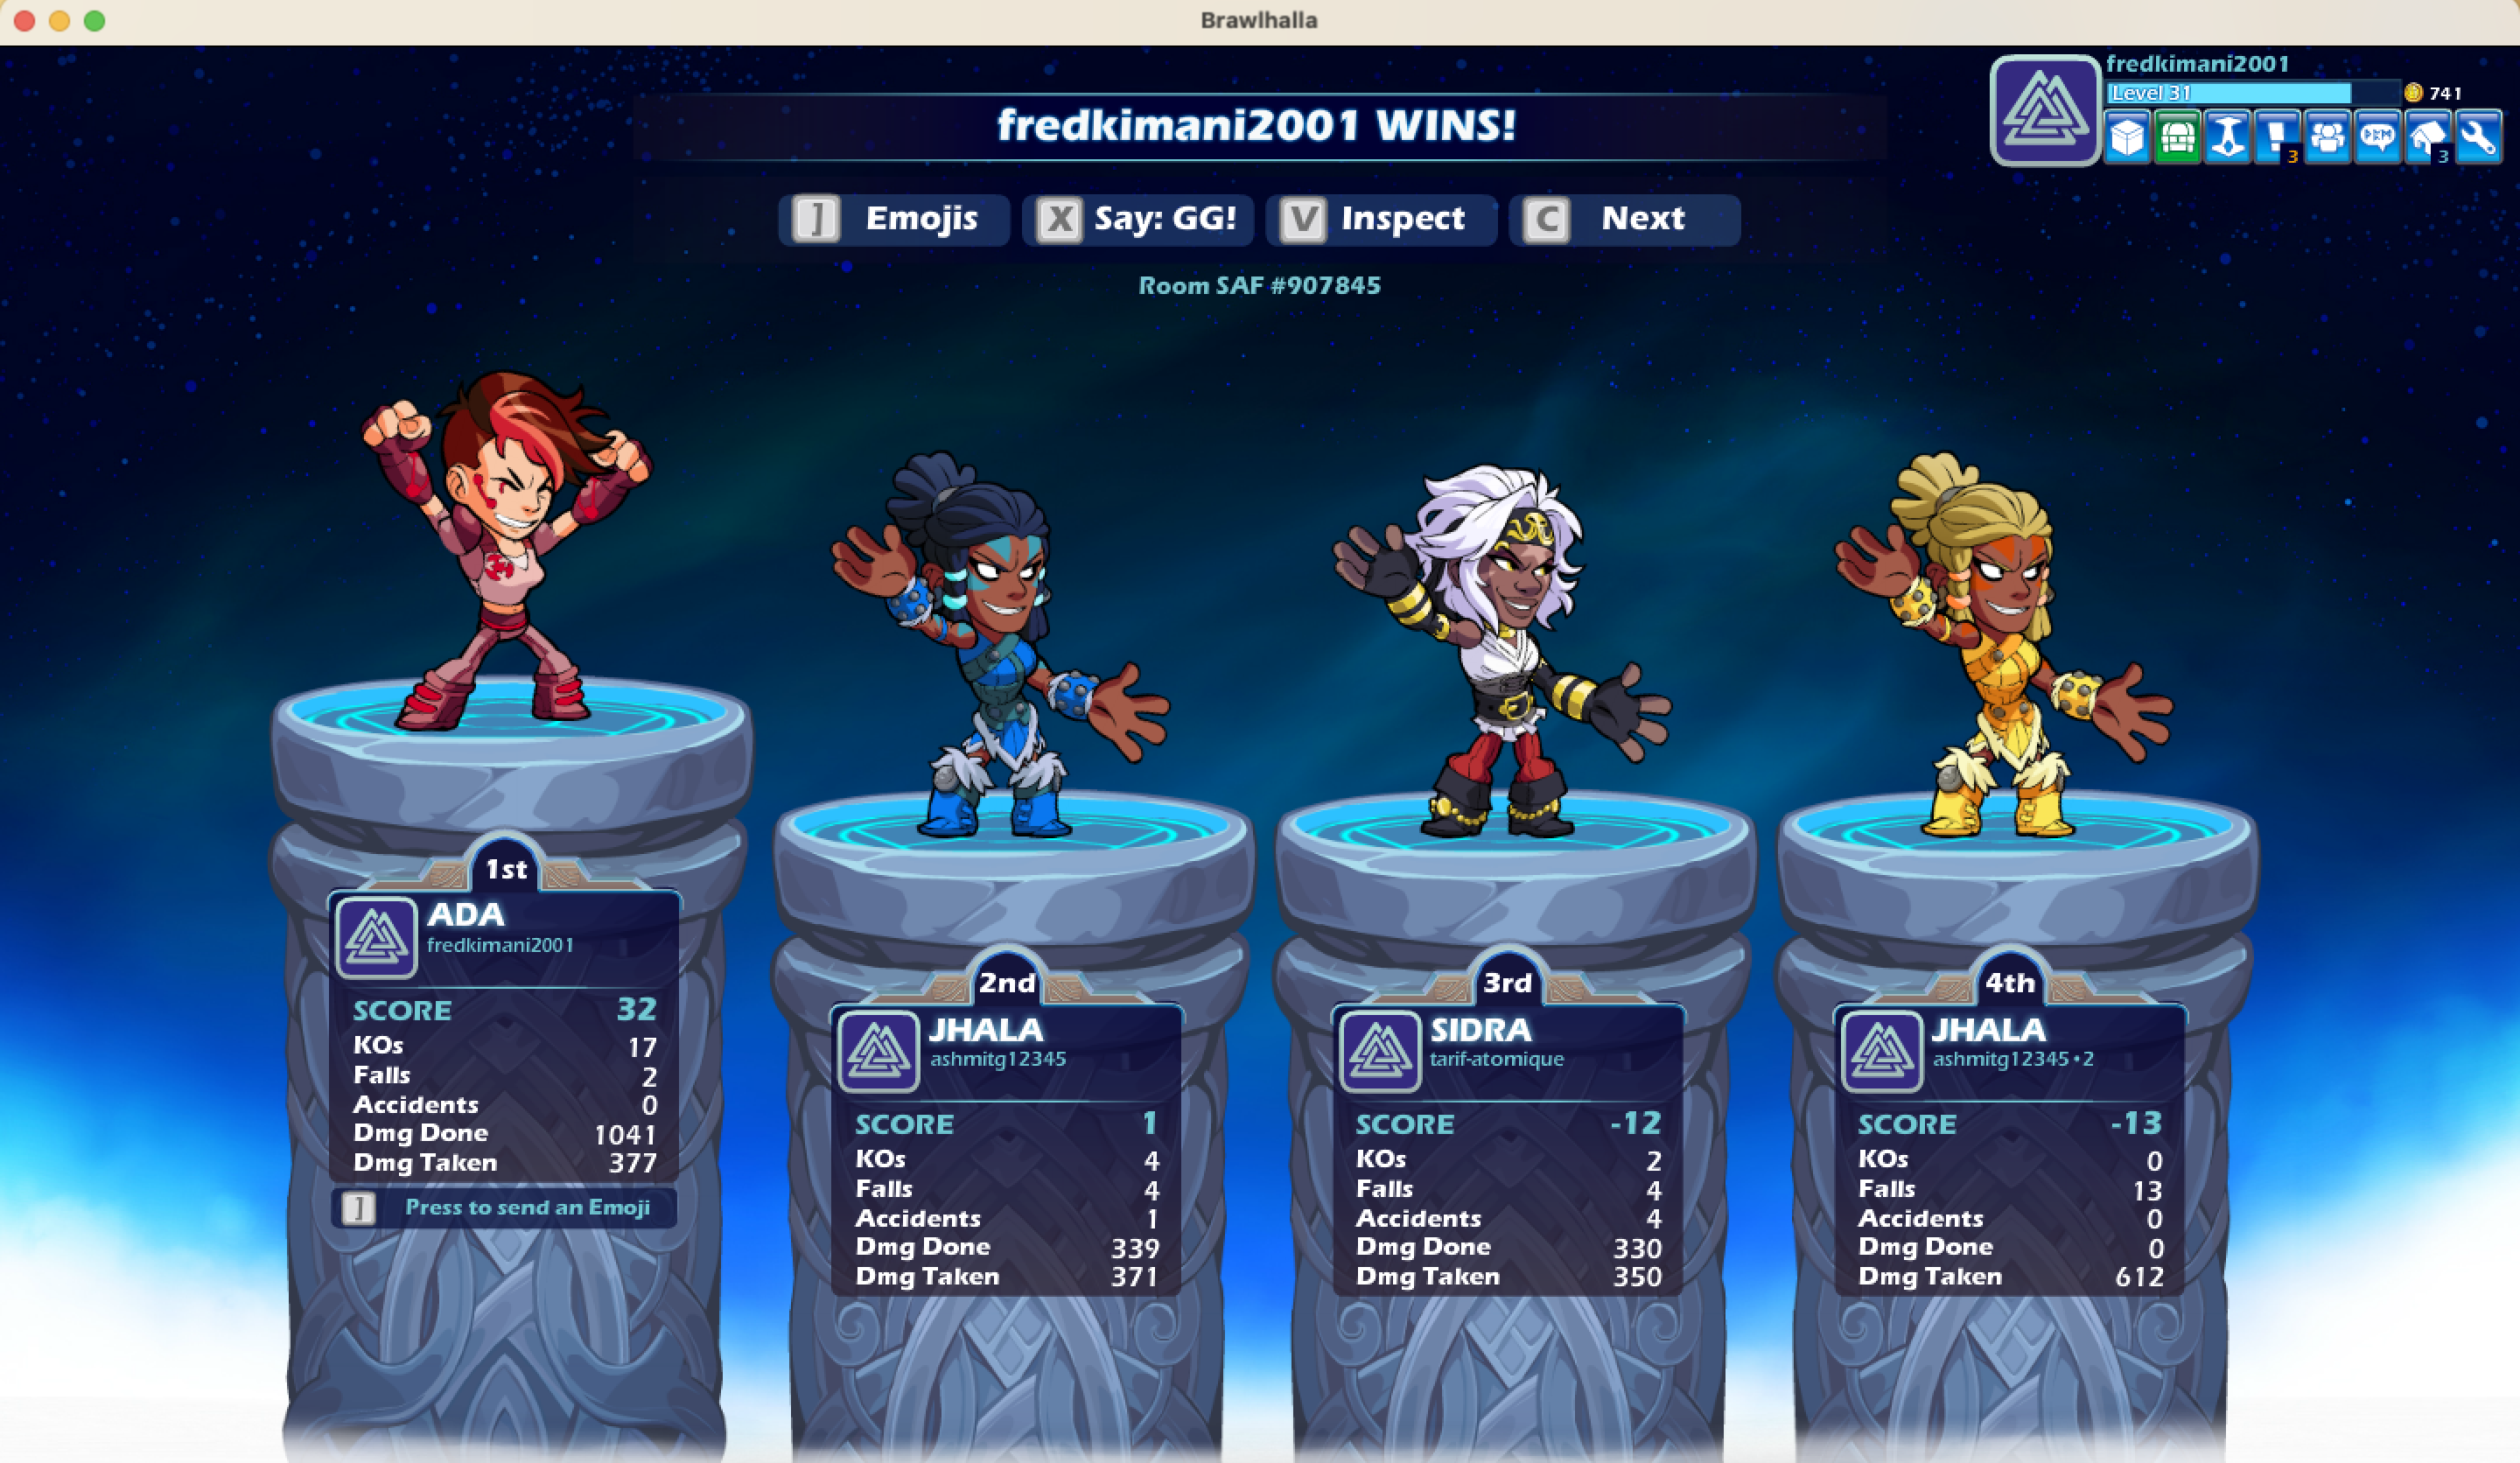 Brawlhalla
fredkimani2001
Level 31
741
3
3
fredkimani2001 WINS!
] Emojis
X Say: GG!
V Inspect
C Next
Room SAF #907845
1st
ADA
fredkimani2001
SCORE 32
KOs 17
Falls 2
Accidents 0
Dmg Done 1041
Dmg Taken 377
] Press to send an Emoji
2nd
JHALA
ashmitg12345
SCORE 1
KOs 4
Falls 4
Accidents 1
Dmg Done 339
Dmg Taken 371
3rd
SIDRA
tarif-atomique
SCORE -12
KOs 2
Falls 4
Accidents 4
Dmg Done 330
Dmg Taken 350
4th
JHALA
ashmitg12345•2
SCORE -13
KOs 0
Falls 13
Accidents 0
Dmg Done 0
Dmg Taken 612